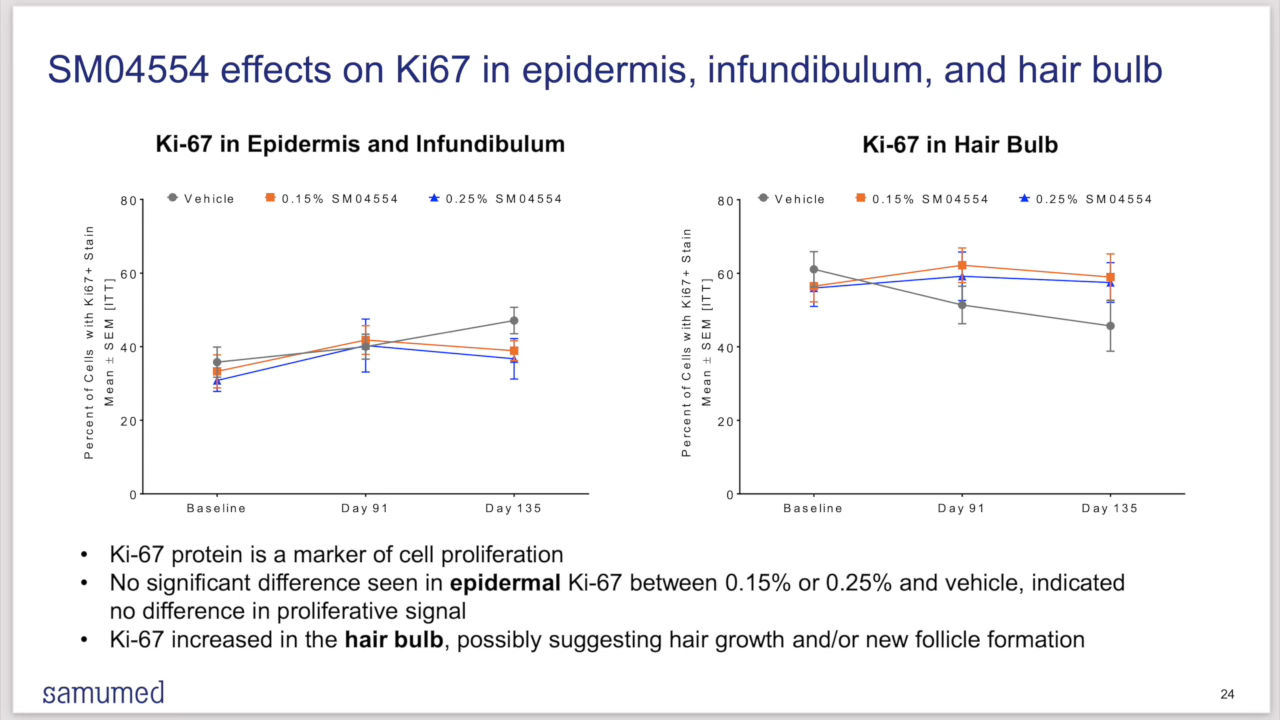 SM04554 effects on Ki67 in epidermis, infundibulum, and hair bulb
Ki-67 in Epidermis and Infundibulum
Vehicle 0.15% SM04554 0.25% SM04554
Percent of Cells with Ki67+ Stain
Mean ± SEM [ITT]
80
60
40
20
0
Baseline Day 91 Day 135
Ki-67 in Hair Bulb
Vehicle 0.15% SM04554 0.25% SM04554
Percent of Cells with Ki67+ Stain
Mean ± SEM [ITT]
80
60
40
20
0
Baseline Day 91 Day 135
• Ki-67 protein is a marker of cell proliferation
• No significant difference seen in epidermal Ki-67 between 0.15% or 0.25% and vehicle, indicated
no difference in proliferative signal
• Ki-67 increased in the hair bulb, possibly suggesting hair growth and/or new follicle formation
samumed
24